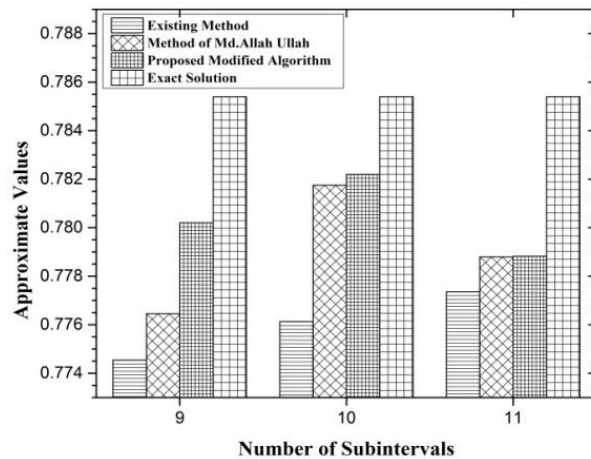 0.788
0.786
0.784
0.782
0.780
0.778
0.776
0.774
Approximate Values
Existing Method
Method of Md.Allah Ullah
Proposed Modified Algorithm
Exact Solution
9 10 11
Number of Subintervals